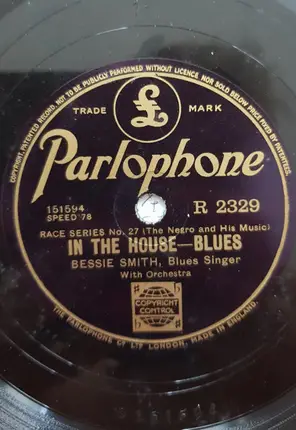 COPYRIGHT. PATENTED RECORD. NOT TO BE PUBLICLY PERFORMED WITHOUT LICENCE NOR SOLD BELOW PRICE FIXED BY PATENTEES.
TRADE £ MARK
Parlophone
151594
SPEED 78
R 2329
RACE SERIES No. 27 (The Negro and His Music)
IN THE HOUSE—BLUES
BESSIE SMITH, Blues Singer
With Orchestra
COPYRIGHT
CONTROL
THE PARLOPHONE CO LTD LONDON. MADE IN ENGLAND.